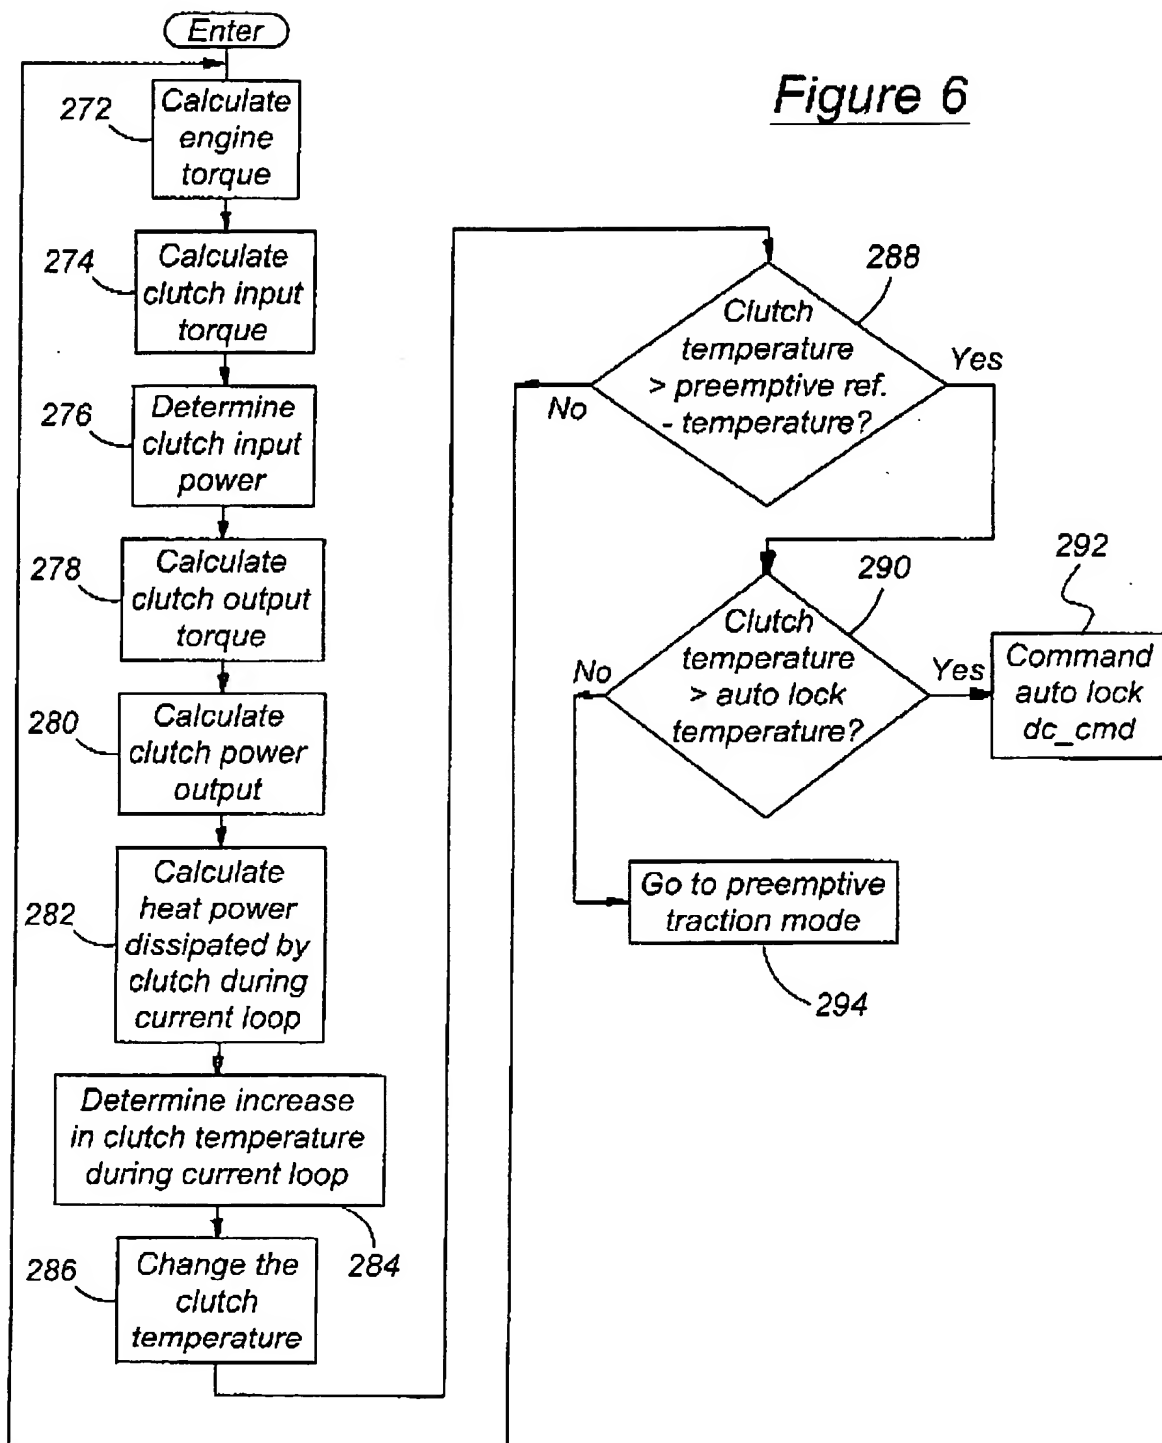 Enter
Figure 6
272
Calculate
engine
torque
274
Calculate
clutch input
torque
276
Determine
clutch input
power
278
Calculate
clutch output
torque
280
Calculate
clutch power
output
282
Calculate
heat power
dissipated by
clutch during
current loop
Determine increase
in clutch temperature
during current loop
284
286
Change the
clutch
temperature
288
Clutch
temperature
> preemptive ref.
- temperature?
Yes
No
290
Clutch
temperature
> auto lock
temperature?
No
Yes
292
Command
auto lock
dc_cmd
Go to preemptive
traction mode
294